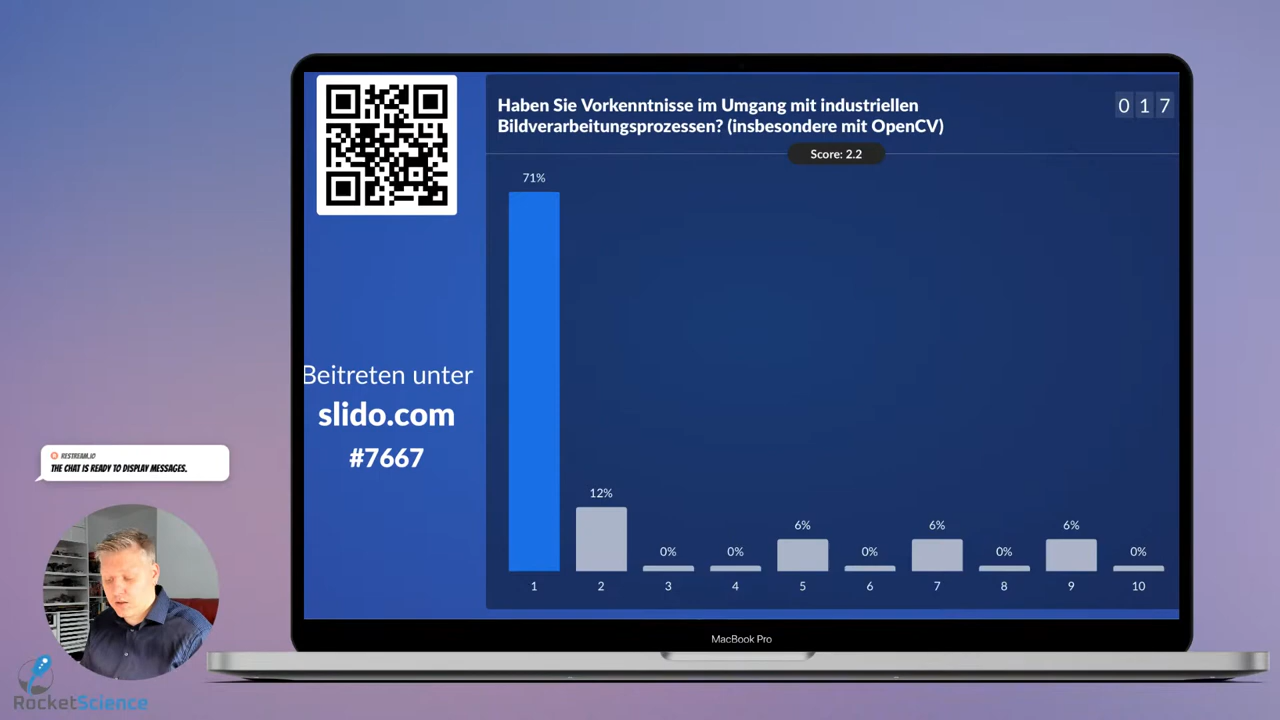 Haben Sie Vorkenntnisse im Umgang mit industriellen
Bildverarbeitungsprozessen? (insbesondere mit OpenCV)
0 1 7
Score: 2.2
71%
12%
0%
0%
6%
0%
6%
0%
6%
0%
1 2 3 4 5 6 7 8 9 10
Beitreten unter
slido.com
#7667
RESTREAM.IO
THE CHAT IS READY TO DISPLAY MESSAGES.
MacBook Pro
RocketScience